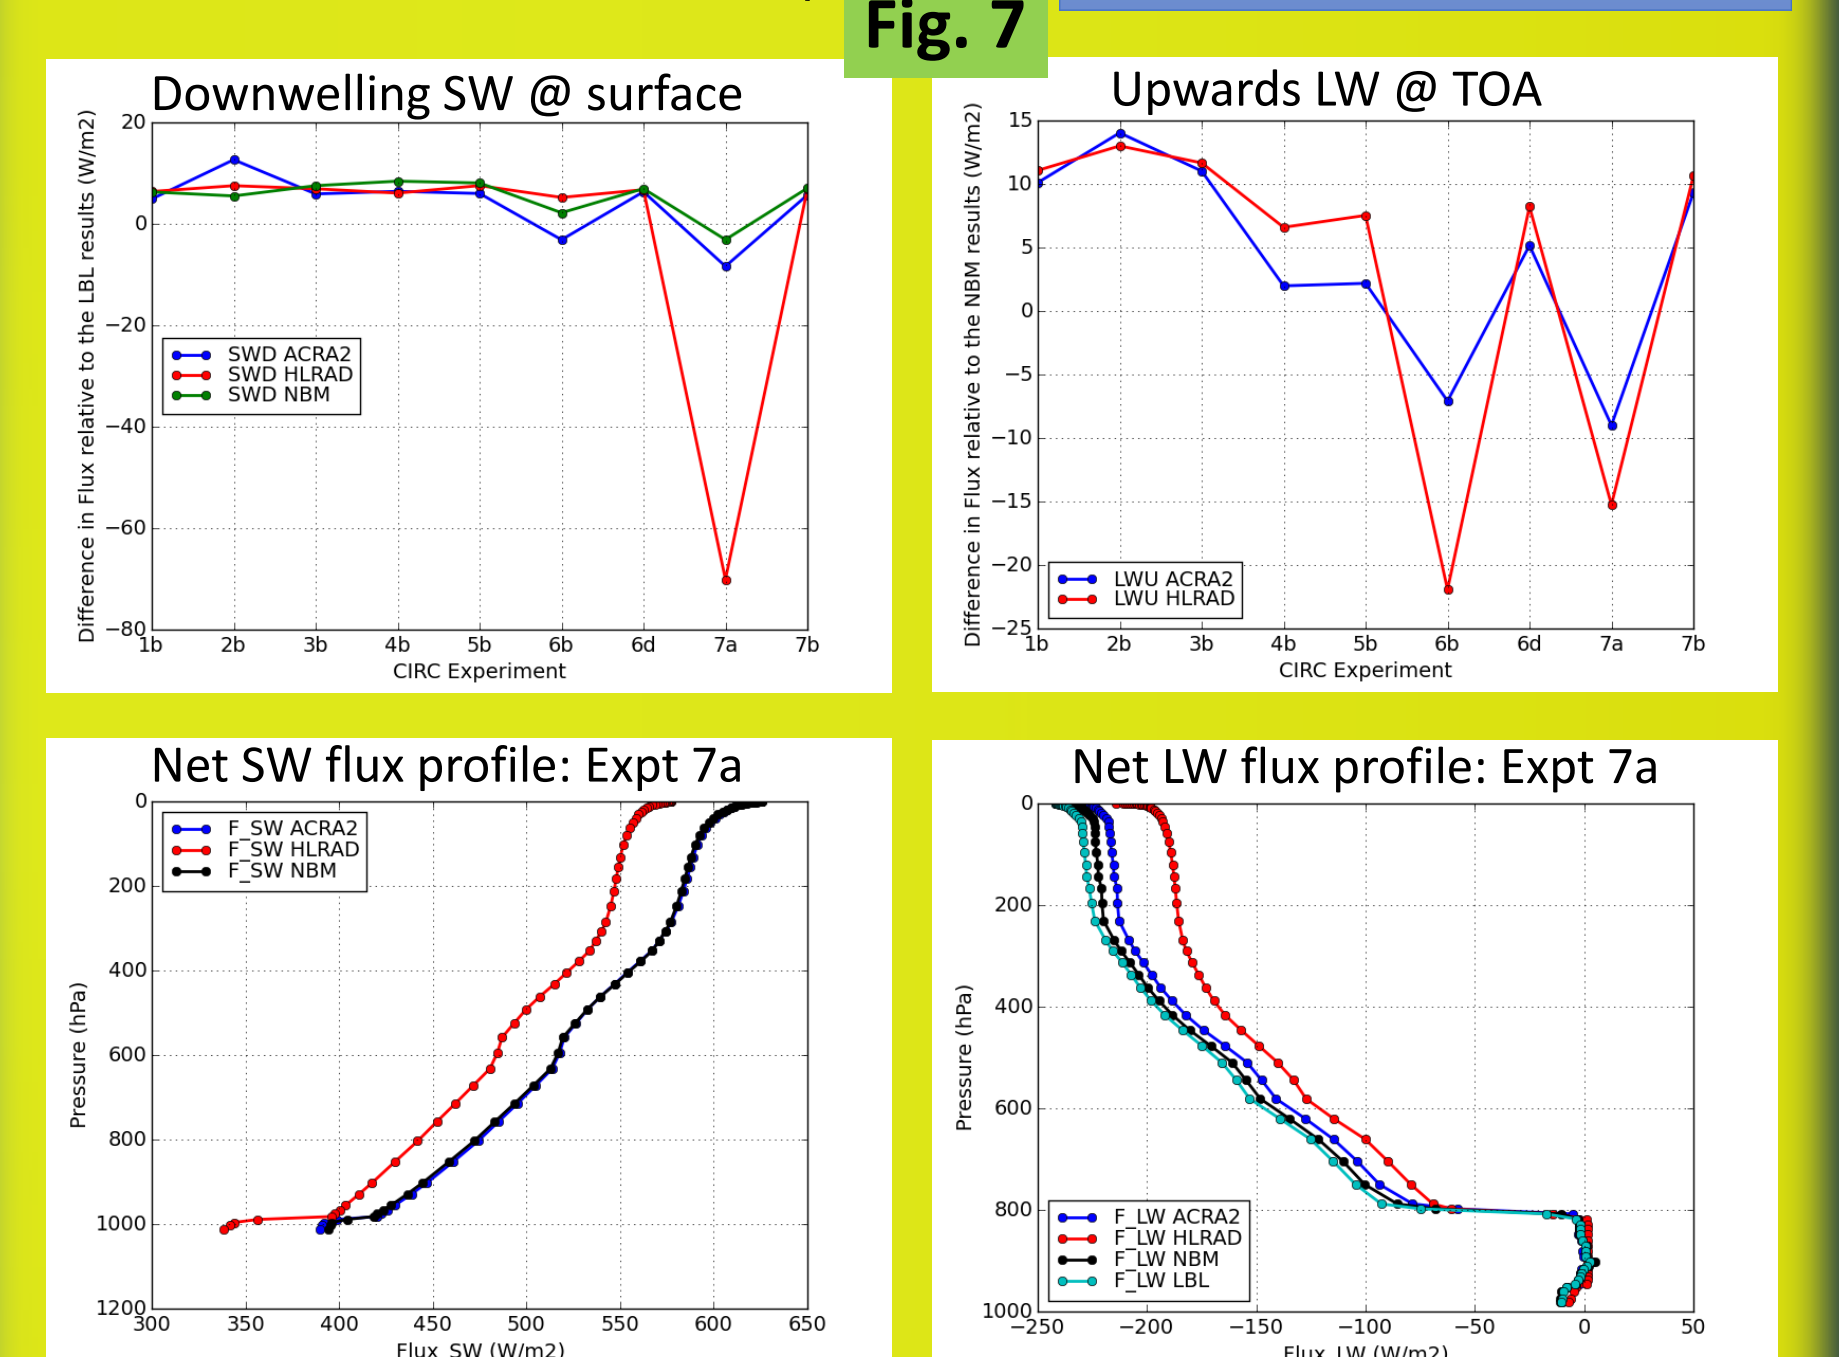 Fig. 7
Downwelling SW @ surface
Difference in Flux relative to the LBL results (W/m2)
20
0
−20
−40
−60
−80
SWD ACRA2
SWD HLRAD
SWD NBM
1b 2b 3b 4b 5b 6b 6d 7a 7b
CIRC Experiment
Upwards LW @ TOA
Difference in Flux relative to the NBM results (W/m2)
15
10
5
0
−5
−10
−15
−20
−25
LWU ACRA2
LWU HLRAD
1b 2b 3b 4b 5b 6b 6d 7a 7b
CIRC Experiment
Net SW flux profile: Expt 7a
Pressure (hPa)
0
200
400
600
800
1000
1200
F_SW ACRA2
F_SW HLRAD
F_SW NBM
300 350 400 450 500 550 600 650
Flux_SW (W/m2)
Net LW flux profile: Expt 7a
Pressure (hPa)
0
200
400
600
800
1000
F_LW ACRA2
F_LW HLRAD
F_LW NBM
F_LW LBL
−250 −200 −150 −100 −50 0 50
Flux_LW (W/m2)